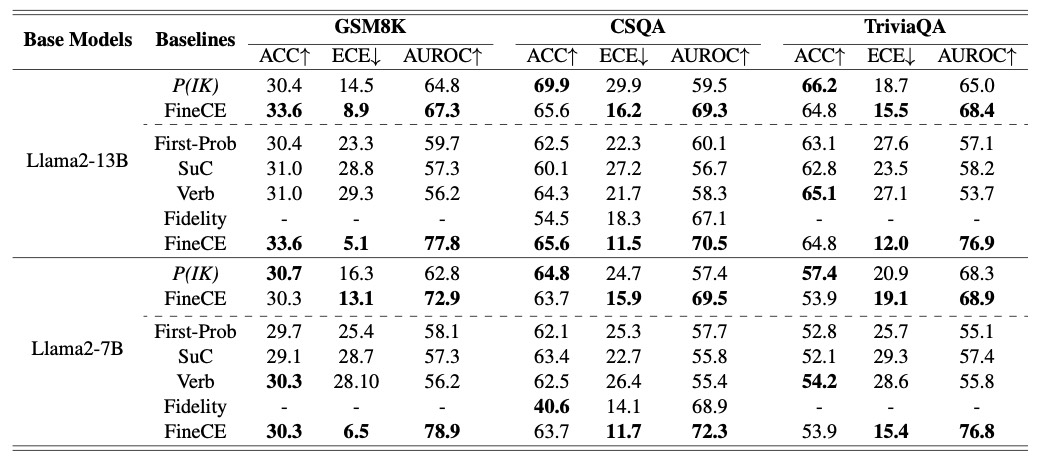 Base Models Baselines GSM8K CSQA TriviaQA
ACC↑ ECE↓ AUROC↑ ACC↑ ECE↓ AUROC↑ ACC↑ ECE↓ AUROC↑
P(IK) 30.4 14.5 64.8 69.9 29.9 59.5 66.2 18.7 65.0
FineCE 33.6 8.9 67.3 65.6 16.2 69.3 64.8 15.5 68.4
First-Prob 30.4 23.3 59.7 62.5 22.3 60.1 63.1 27.6 57.1
Llama2-13B SuC 31.0 28.8 57.3 60.1 27.2 56.7 62.8 23.5 58.2
Verb 31.0 29.3 56.2 64.3 21.7 58.3 65.1 27.1 53.7
Fidelity - - - 54.5 18.3 67.1 - - -
FineCE 33.6 5.1 77.8 65.6 11.5 70.5 64.8 12.0 76.9
P(IK) 30.7 16.3 62.8 64.8 24.7 57.4 57.4 20.9 68.3
FineCE 30.3 13.1 72.9 63.7 15.9 69.5 53.9 19.1 68.9
First-Prob 29.7 25.4 58.1 62.1 25.3 57.7 52.8 25.7 55.1
Llama2-7B SuC 29.1 28.7 57.3 63.4 22.7 55.8 52.1 29.3 57.4
Verb 30.3 28.10 56.2 62.5 26.4 55.4 54.2 28.6 55.8
Fidelity - - - 40.6 14.1 68.9 - - -
FineCE 30.3 6.5 78.9 63.7 11.7 72.3 53.9 15.4 76.8